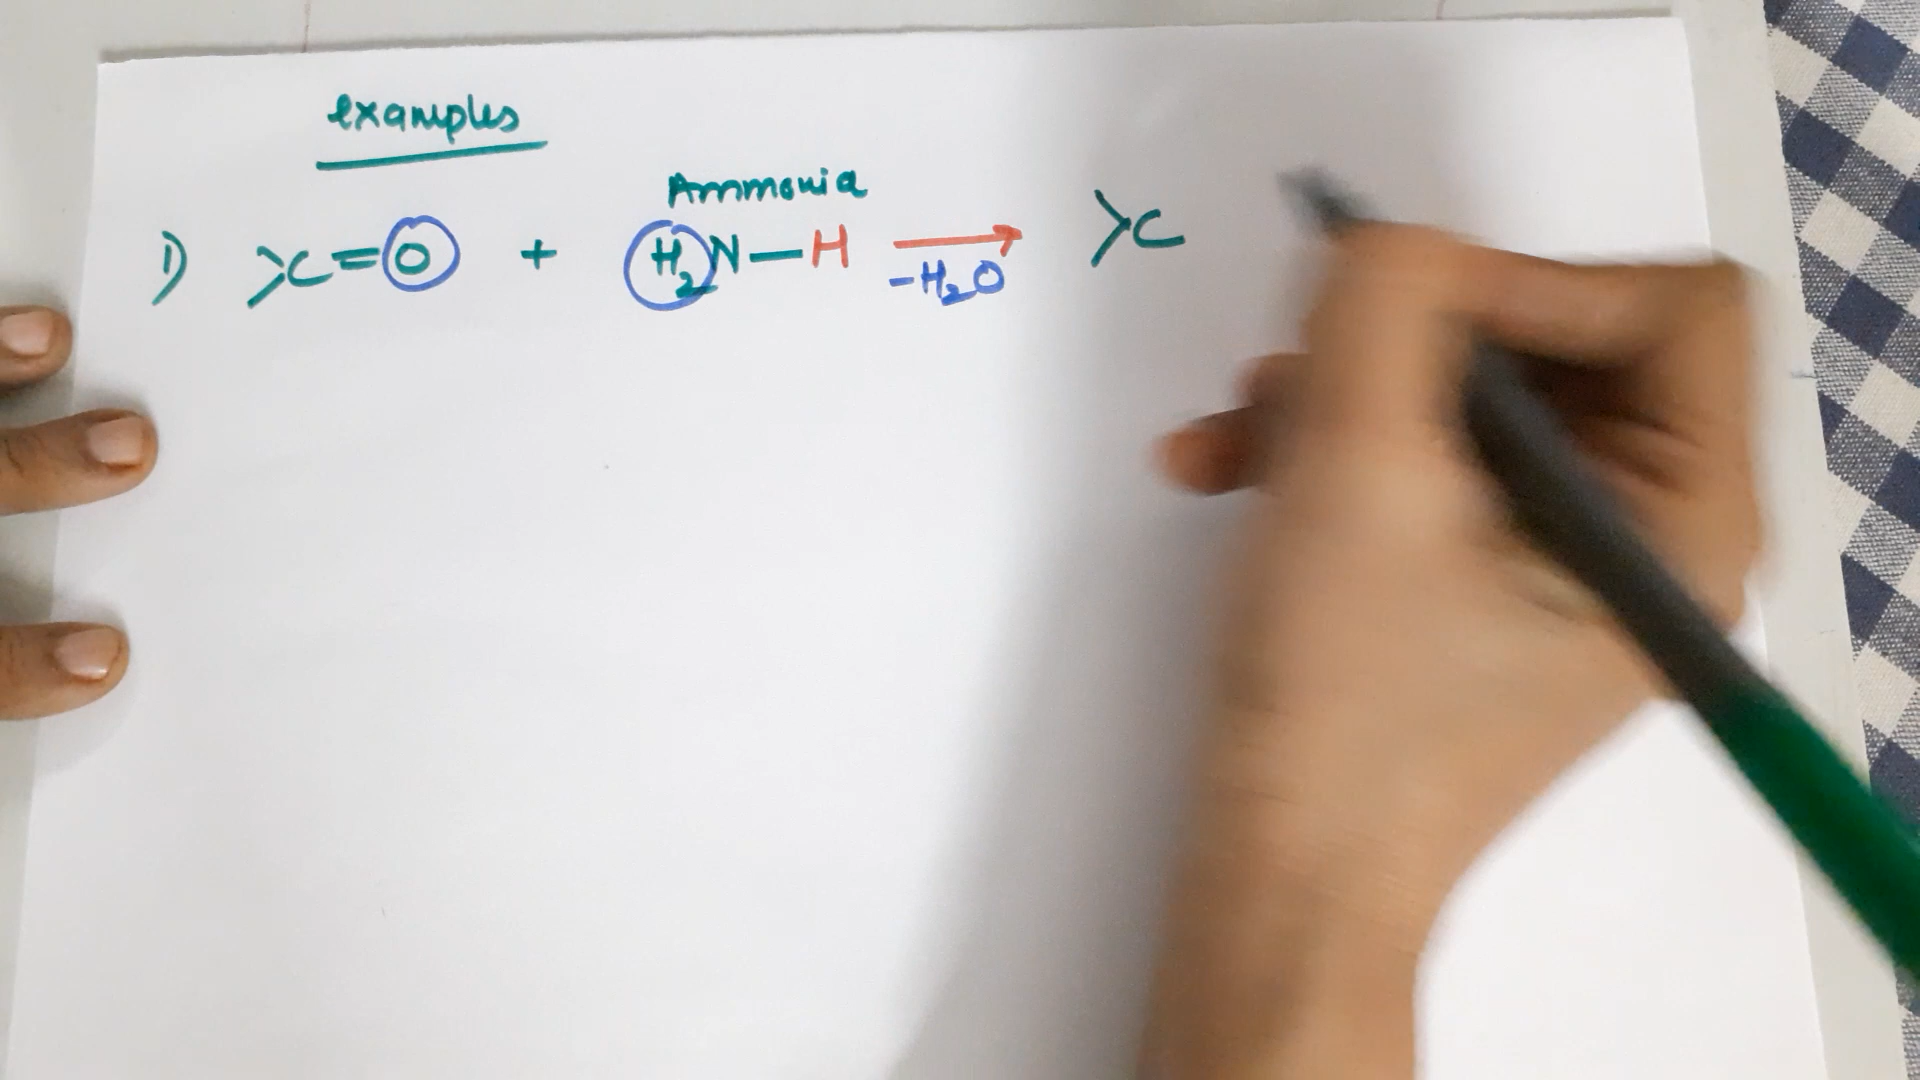 examples
Ammonia
1) >C=O + H₂N—H → >C
-H₂O